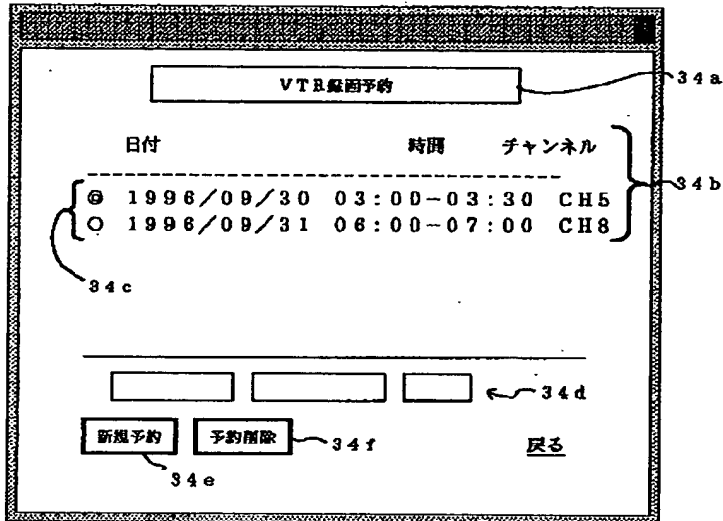 VTR録画予約
34a
日付 時間 チャンネル
34b
◎ 1996/09/30 03:00-03:30 CH5
○ 1996/09/31 06:00-07:00 CH8
34c
34d
新規予約 予約削除 34f 戻る
34e